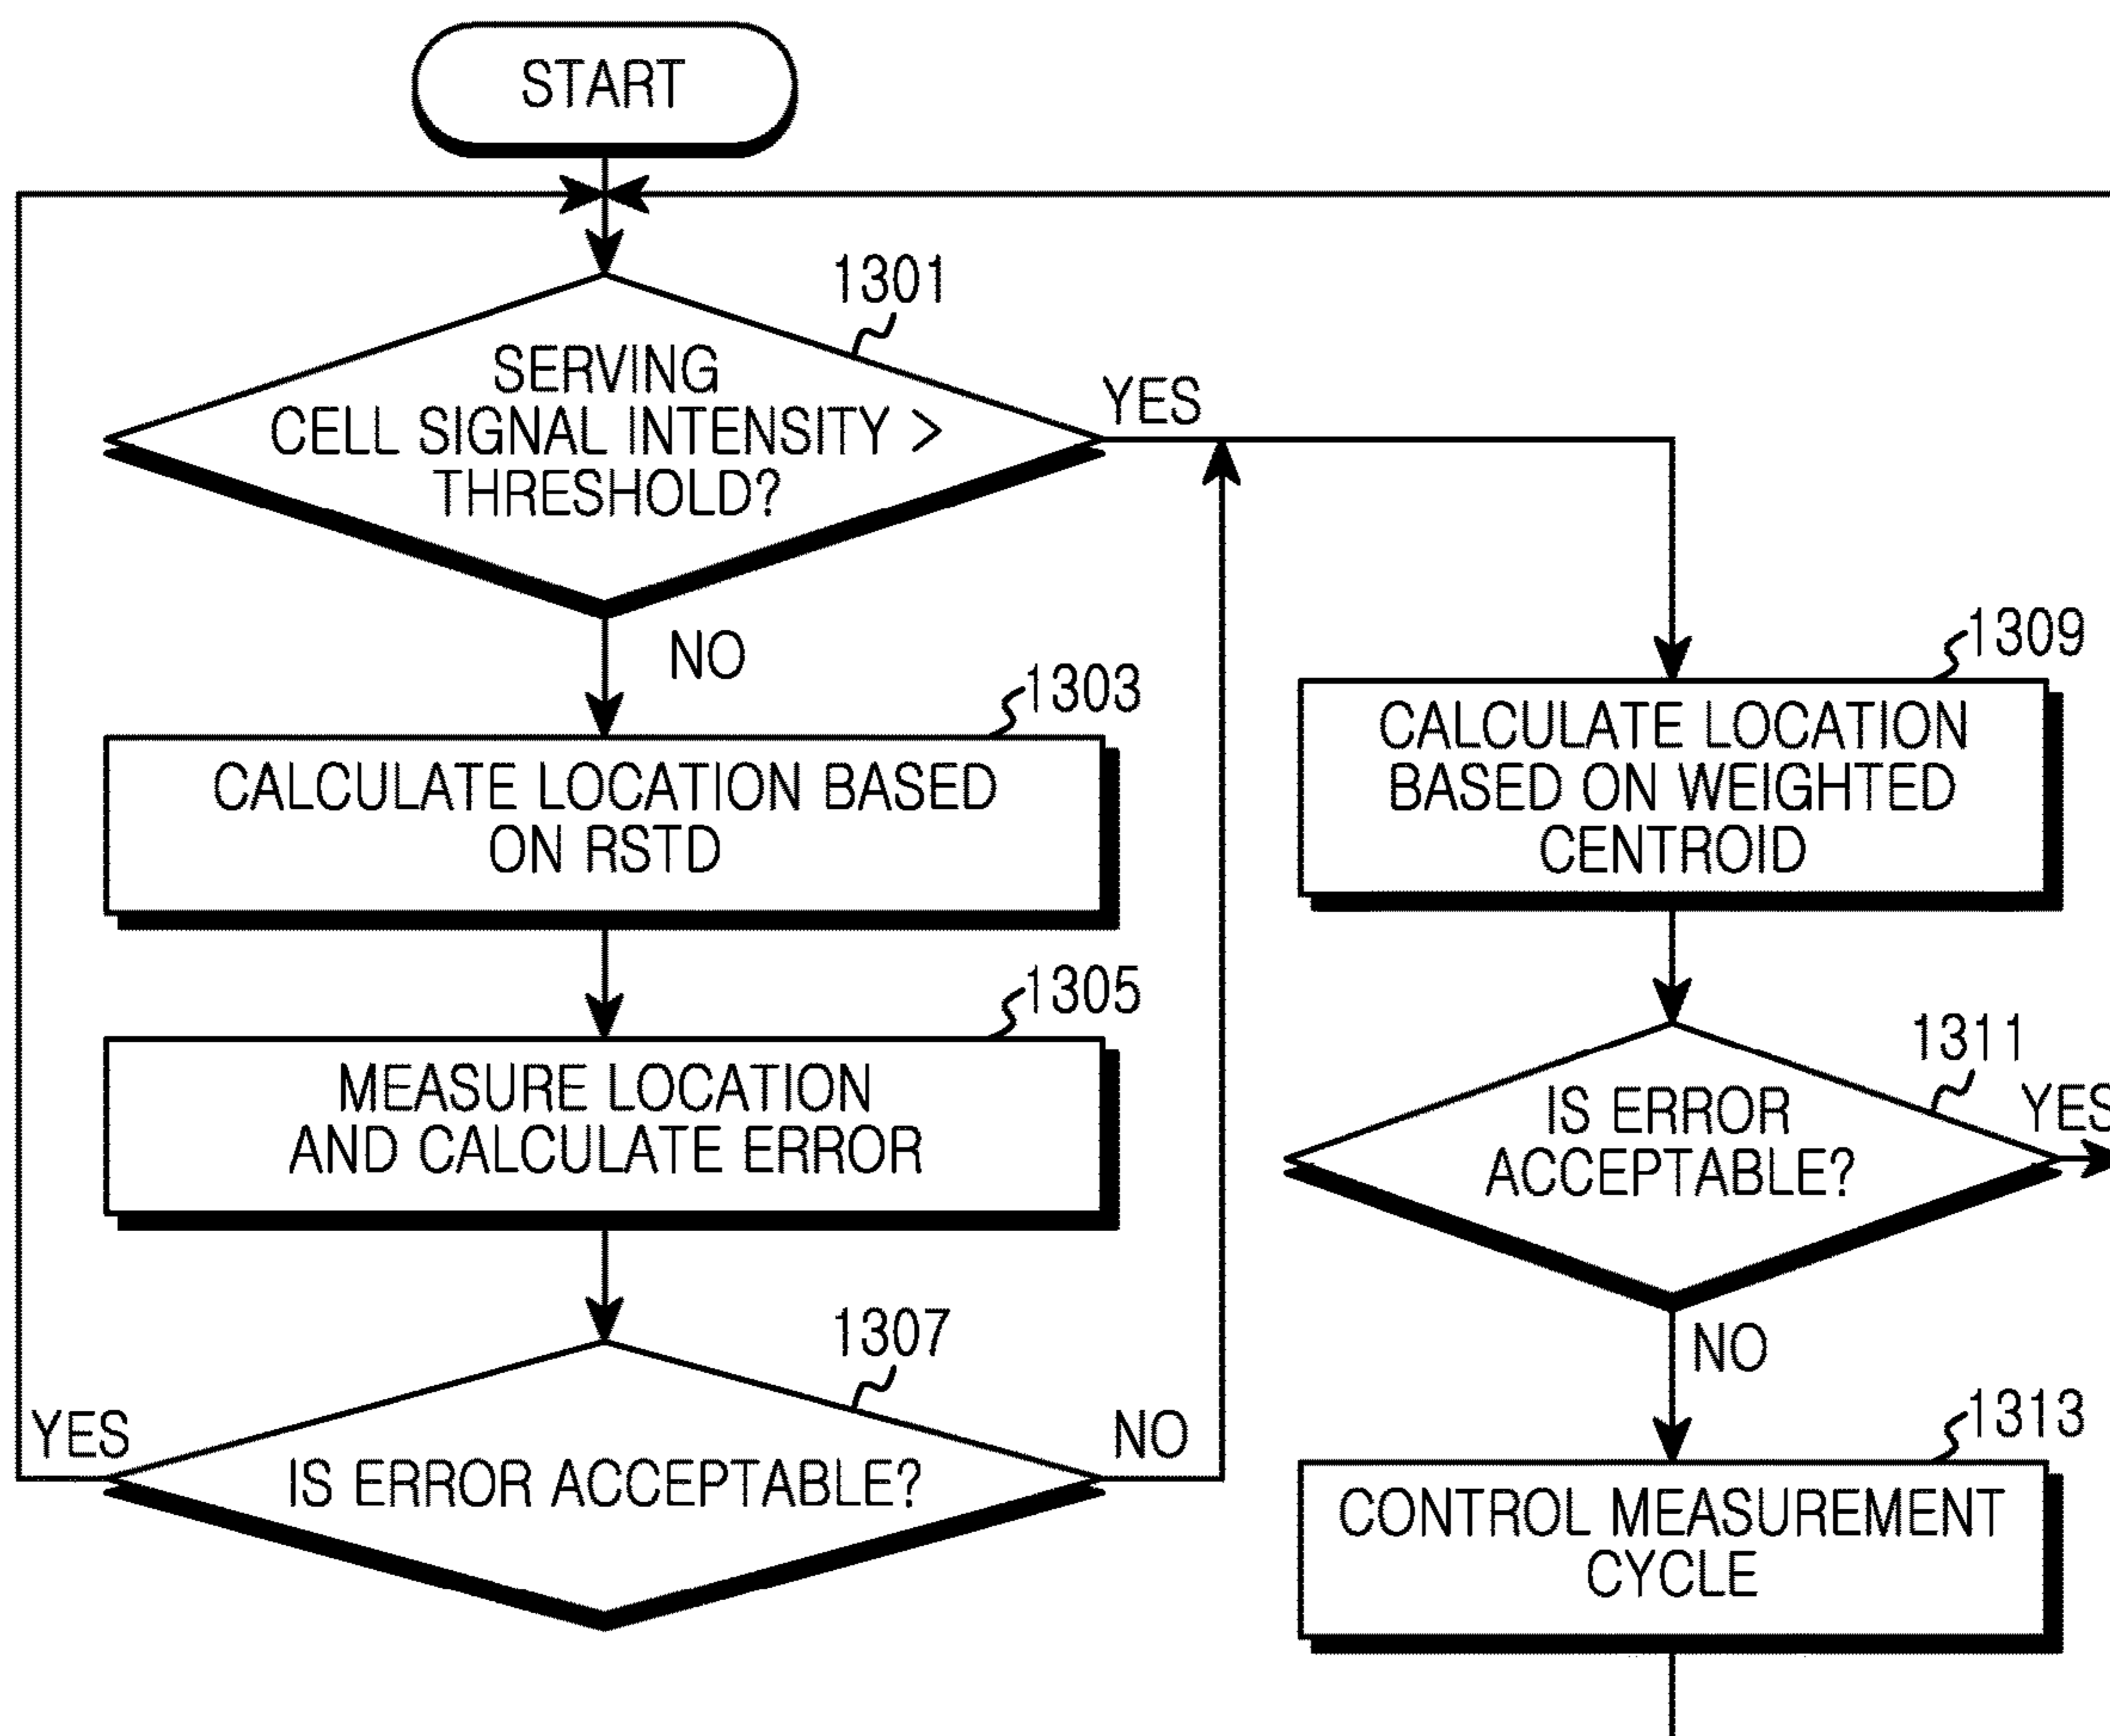 START
1301
SERVING
CELL SIGNAL INTENSITY >
THRESHOLD?
YES
NO
1303
CALCULATE LOCATION BASED
ON RSTD
1305
MEASURE LOCATION
AND CALCULATE ERROR
1307
IS ERROR ACCEPTABLE?
YES
NO
1309
CALCULATE LOCATION
BASED ON WEIGHTED
CENTROID
1311
IS ERROR
ACCEPTABLE?
YES
NO
1313
CONTROL MEASUREMENT
CYCLE